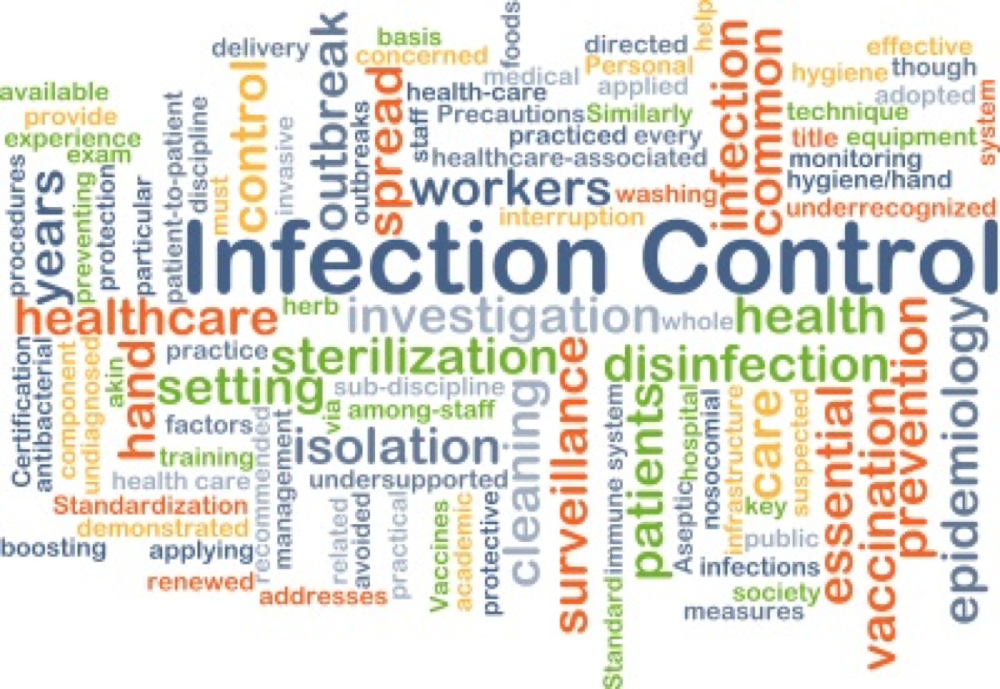 delivery
outbreak
basis
concerned
foods
medical
directed
Personal
applied
help
infection
common
effective
hygiene
though
adopted
system
available
provide
experience
exam
patient-to-patient
discipline
control
must
invasive
outbreaks
spread
health-care
staff
Precautions
Similarly
practiced
every
healthcare-associated
technique
title
equipment
monitoring
hygiene/hand
underrecognized
procedures
years
preventing
protection
particular
workers
washing
interruption
Infection Control
healthcare
herb
investigation
whole
health
prevention
epidemiology
Certification
antibacterial
component
undiagnosed
akin
hand
practice
sterilization
setting
sub-discipline
via
among-staff
cleaning
surveillance
disinfection
factors
isolation
training
recommended
management
health care
undersupported
Standardization
demonstrated
boosting
applying
renewed
addresses
related
avoided
practical
Vaccines
academic
protective
immune system
Standard
patients
hospital
Aseptic
nosocomial
infrastructure
care
suspected
key
public
infections
society
measures
essential
vaccination